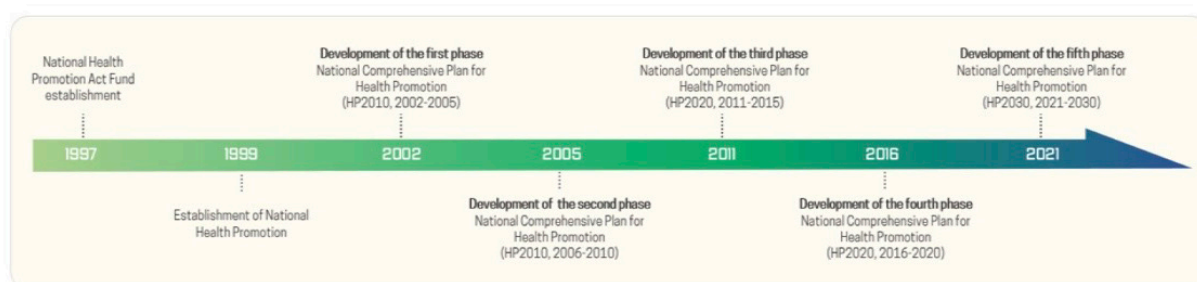 National Health
Promotion Act Fund
establishment
Development of the first phase
National Comprehensive Plan for
Health Promotion
(HP2010, 2002-2005)
Development of the third phase
National Comprehensive Plan for
Health Promotion
(HP2020, 2011-2015)
Development of the fifth phase
National Comprehensive Plan for
Health Promotion
(HP2030, 2021-2030)
1997
1999
2002
2005
2011
2016
2021
Establishment of National
Health Promotion
Development of the second phase
National Comprehensive Plan for
Health Promotion
(HP2010, 2006-2010)
Development of the fourth phase
National Comprehensive Plan for
Health Promotion
(HP2020, 2016-2020)